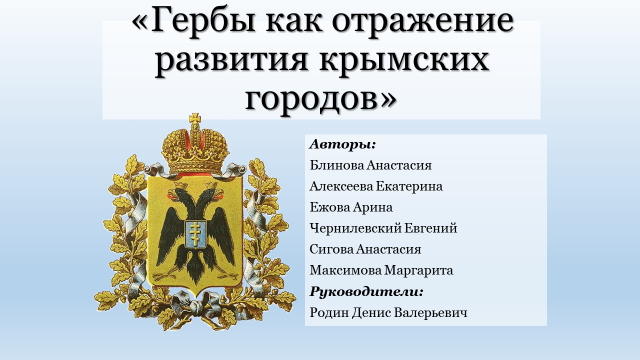 «Гербы как отражение
развития крымских
городов»
Авторы:
Блинова Анастасия
Алексеева Екатерина
Ежова Арина
Чернилевский Евгений
Сигова Анастасия
Максимова Маргарита
Руководители:
Родин Денис Валерьевич